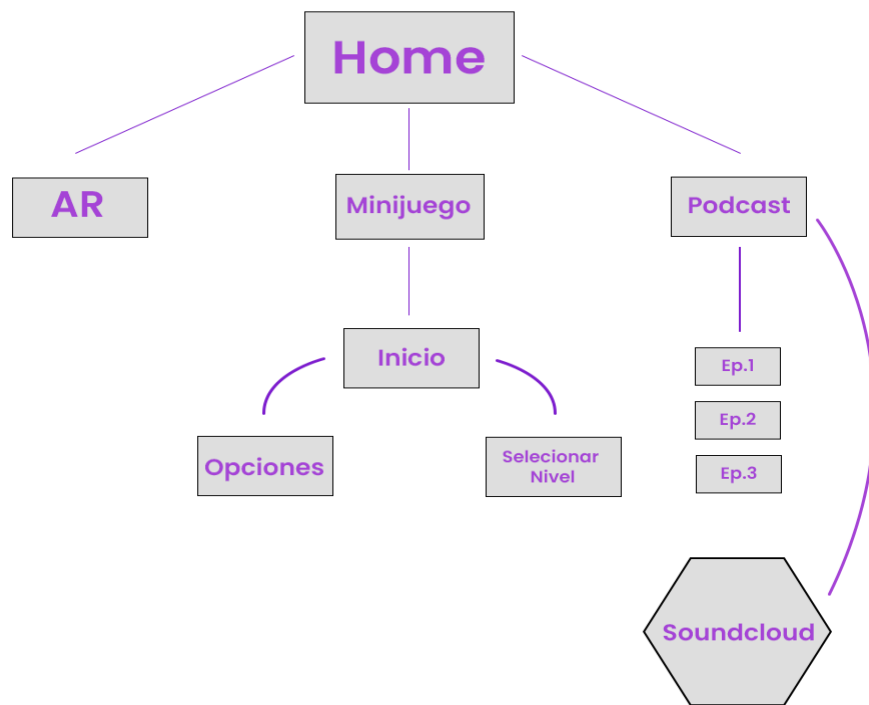 Home
AR
Minijuego
Podcast
Inicio
Opciones
Selecionar
Nivel
Ep.1
Ep.2
Ep.3
Soundcloud